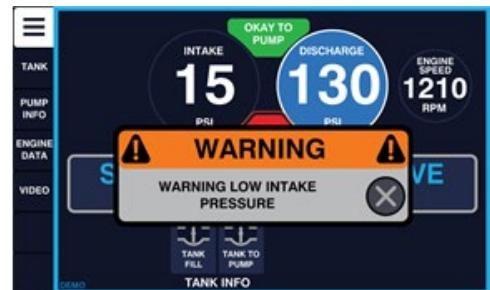 OKAY TO
PUMP
INTAKE
15
PSI
DISCHARGE
130
PSI
ENGINE
SPEED
1210
RPM
TANK
PUMP
INFO
ENGINE
DATA
VIDEO
WARNING
WARNING LOW INTAKE
PRESSURE
S
VE
TANK
FILL
TANK TO
PUMP
TANK INFO
DEMO